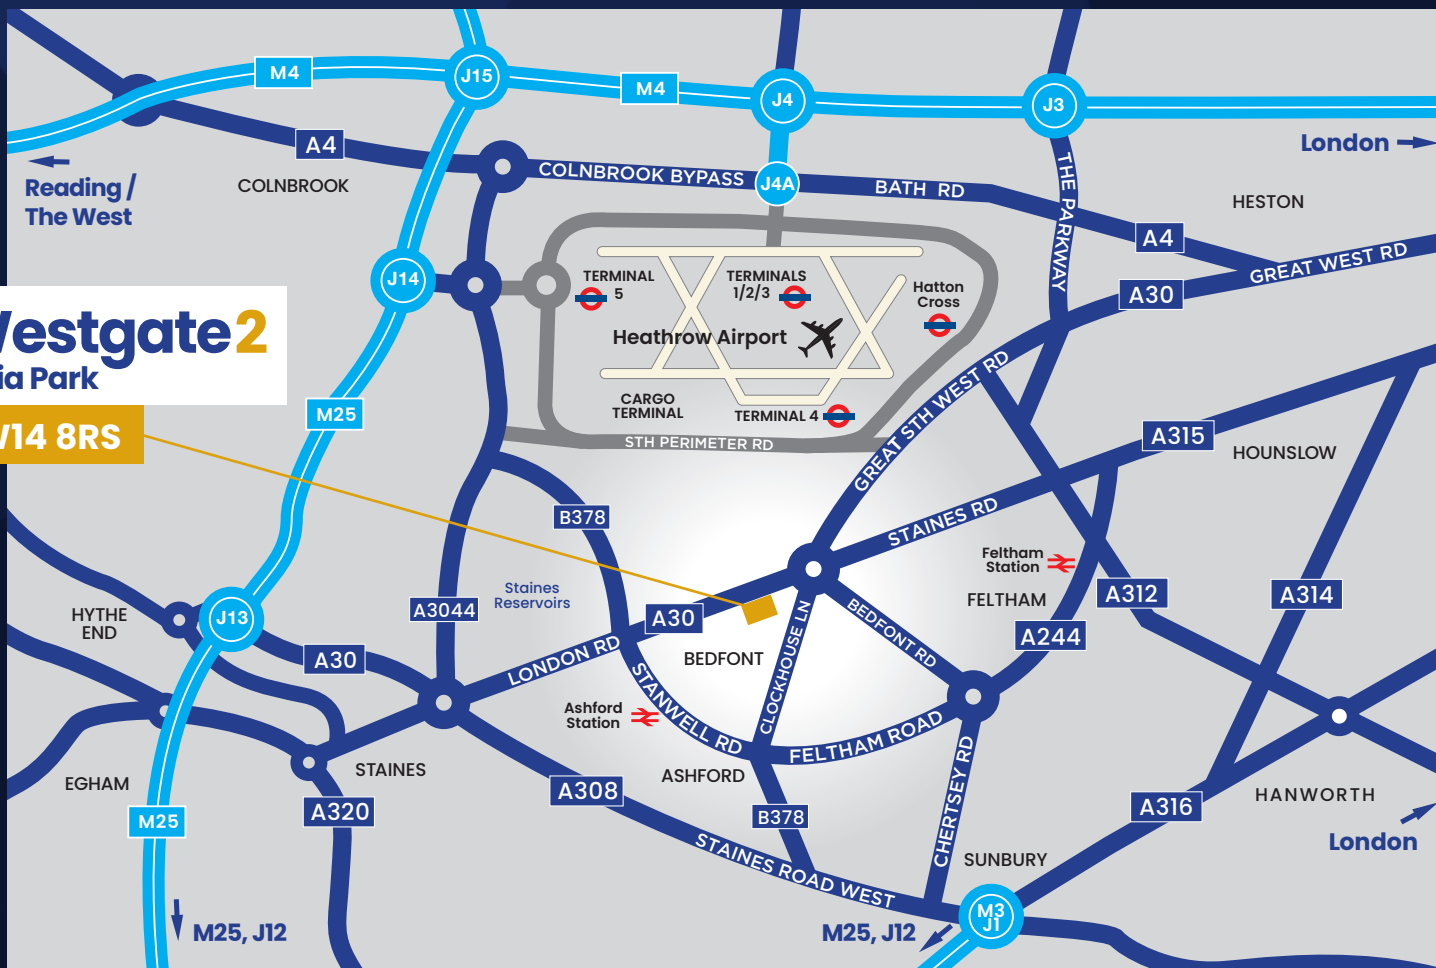 M4
J15
M4
J4
J3
London
A4
COLNBROOK
Reading /
The West
COLNBROOK BYPASS
J4A
BATH RD
THE PARKWAY
HESTON
A4
GREAT WEST RD
A30
J14
TERMINAL
5
TERMINALS
1/2/3
Hatton
Cross
Heathrow Airport
CARGO
TERMINAL
TERMINAL 4
STH PERIMETER RD
GREAT STH WEST RD
Westgate2
ia Park
W14 8RS
M25
A315
HOUNSLOW
STAINES RD
B378
Feltham
Station
FELTHAM
Staines
Reservoirs
A3044
A30
A312
A314
A244
HYTHE
END
J13
A30
LONDON RD
BEDFONT
CLOCKHOUSE LN
BEDFONT RD
Ashford
Station
STANWELL RD
FELTHAM ROAD
EGHAM
STAINES
ASHFORD
CHERTSEY RD
M25
A320
A308
B378
A316
HANWORTH
London
STAINES ROAD WEST
SUNBURY
M3
J1
M25, J12
M25, J12